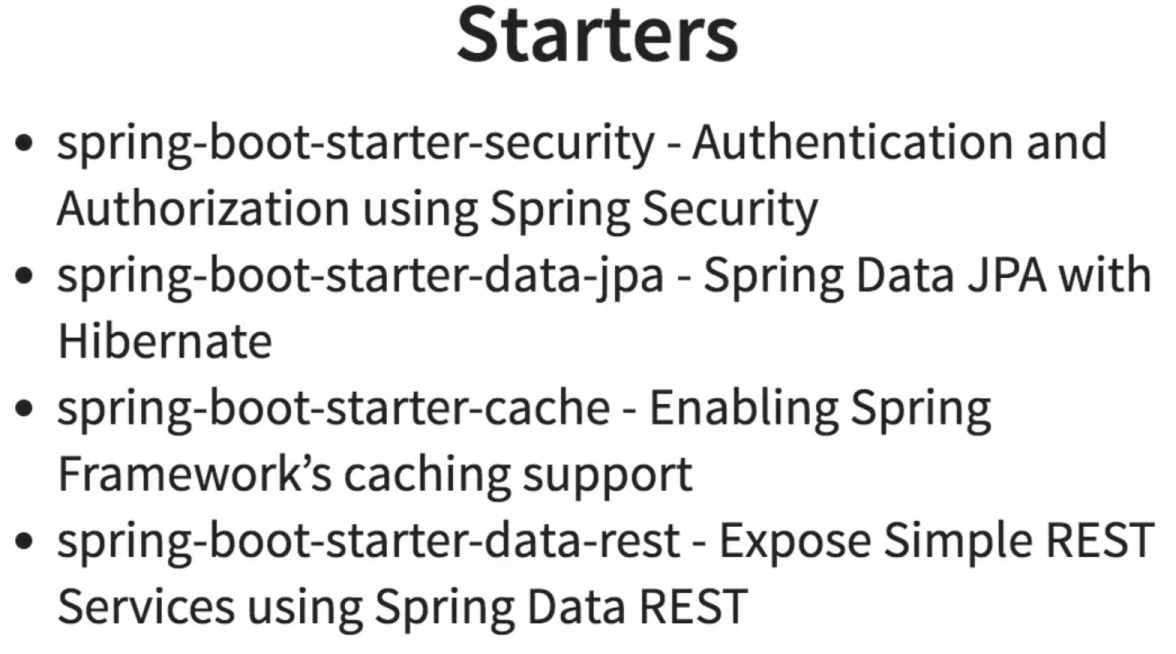 Starters
• spring-boot-starter-security - Authentication and
Authorization using Spring Security
• spring-boot-starter-data-jpa - Spring Data JPA with
Hibernate
• spring-boot-starter-cache - Enabling Spring
Framework’s caching support
• spring-boot-starter-data-rest - Expose Simple REST
Services using Spring Data REST